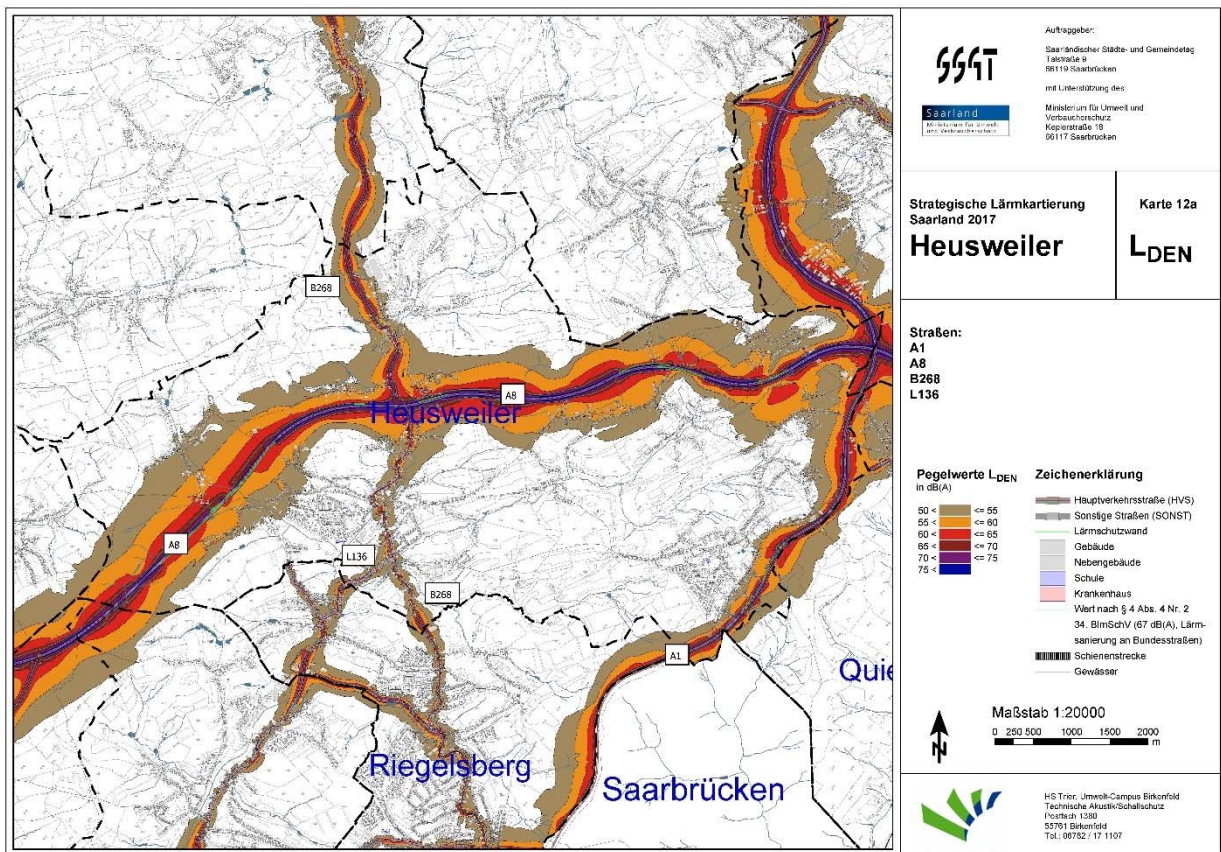 B268
A8
Heusweiler
A8
L136
B268
A1
Quie
Riegelsberg
Saarbrücken
SSGT
Saarland
Ministerium für Umwelt
und Verbraucherschutz
Auftraggeber:
Saarländischer Städte- und Gemeindetag
Talstraße 9
66119 Saarbrücken
mit Unterstützung des
Ministerium für Umwelt und
Verbraucherschutz
Keplerstraße 18
66117 Saarbrücken
Strategische Lärmkartierung
Saarland 2017
Heusweiler
Karte 12a
LDEN
Straßen:
A1
A8
B268
L136
Pegelwerte LDEN
in dB(A)
50 < <= 55
55 < <= 60
60 < <= 65
65 < <= 70
70 < <= 75
75 <
Zeichenerklärung
Hauptverkehrsstraße (HVS)
Sonstige Straßen (SONST)
Lärmschutzwand
Gebäude
Nebengebäude
Schule
Krankenhaus
Wert nach § 4 Abs. 4 Nr. 2
34. BImSchV (67 dB(A), Lärm-
sanierung an Bundesstraßen)
Schienenstrecke
Gewässer
N
Maßstab 1:20000
0 250 500 1000 1500 2000
m
HS Trier, Umwelt-Campus Birkenfeld
Technische Akustik/Schallschutz
Postfach 1380
55761 Birkenfeld
Tel.: 06782 / 17 1107